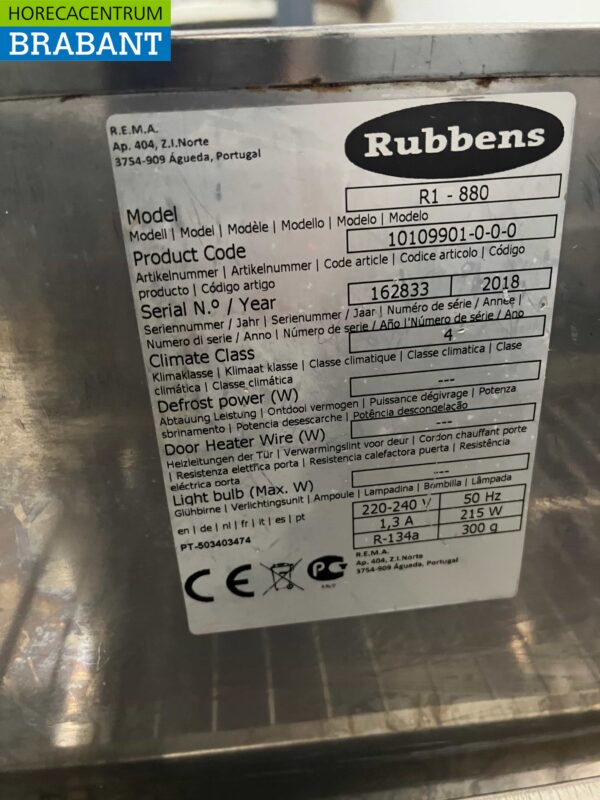 HORECACENTRUM
BRABANT
R.E.M.A.
Ap. 404, Z.I.Norte
3754-909 Águeda, Portugal
Rubbens
R1 - 880
Model
Modell | Model | Modèle | Modello | Modelo | Modelo
10109901-0-0-0
Product Code
Artikelnummer | Artikelnummer | Code article | Codice articolo | Código
producto | Código artigo
162833 2018
Serial N.º / Year
Seriennummer / Jahr | Serienummer / Jaar | Numéro de série / Année |
Numero di serie / Anno | Número de serie / Año | Número de série / Ano
4
Climate Class
Klimaklasse | Klimaat klasse | Classe climatique | Classe climatica | Clase
climática | Classe climática
---
Defrost power (W)
Abtauung Leistung | Ontdooi vermogen | Puissance dégivrage | Potenza
sbrinamento | Potencia desescarche | Potência descongelação
---
Door Heater Wire (W)
Heizleitungen der Tür | Verwarmingslint voor deur | Cordon chauffant porte
| Resistenza elettrica porta | Resistencia calefactora puerta | Resistência
eléctrica porta
---
Light bulb (Max. W)
Glühbirne | Verlichtingsunit | Ampoule | Lampadina | Bombilla | Lâmpada
220-240 V 50 Hz
1,3 A 215 W
R-134a 300 g
en | de | nl | fr | it | es | pt
PT-503403474
R.E.M.A.
Ap. 404, Z.I.Norte
3754-909 Águeda, Portugal
CE